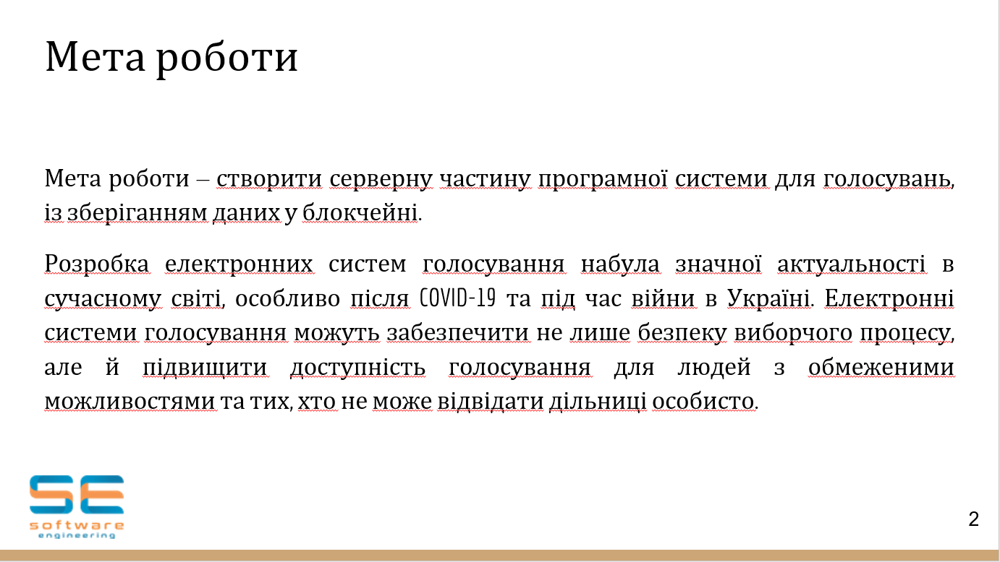 Мета роботи
Мета роботи – створити серверну частину програмної системи для голосувань,
із зберіганням даних у блокчейні.
Розробка електронних систем голосування набула значної актуальності в
сучасному світі, особливо після COVID-19 та під час війни в Україні. Електронні
системи голосування можуть забезпечити не лише безпеку виборчого процесу,
але й підвищити доступність голосування для людей з обмеженими
можливостями та тих, хто не може відвідати дільниці особисто.
SE
software
engineering
2